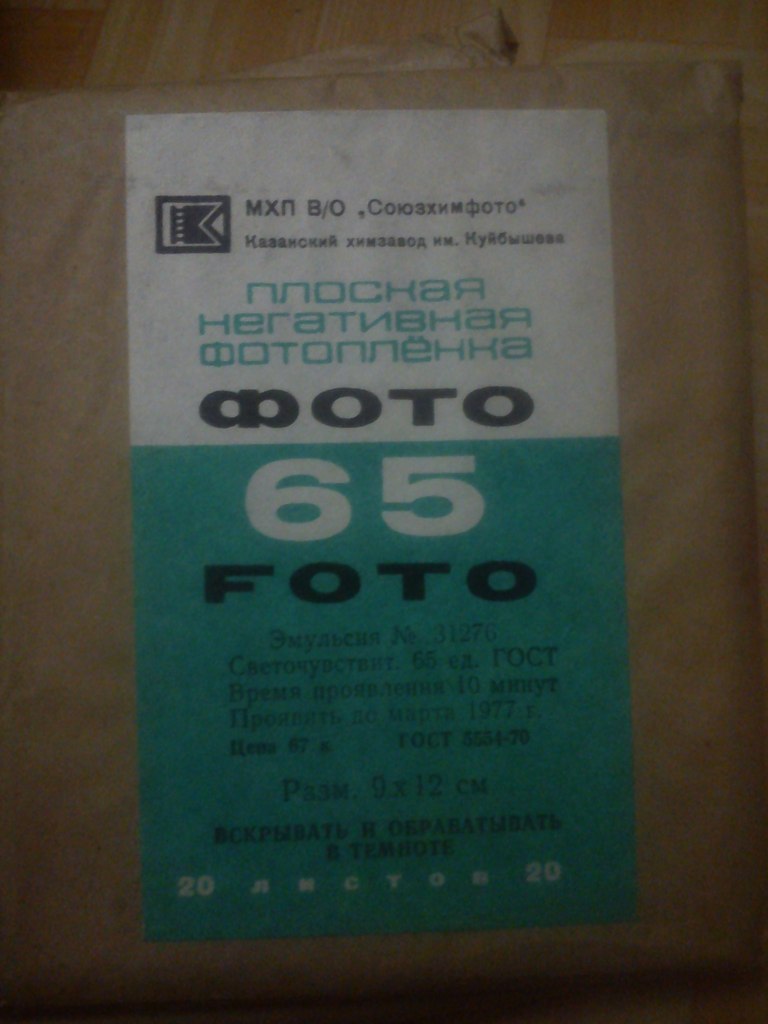 МХП В/О „Союзхимфото“
Казанский химзавод им. Куйбышева
ПЛОСКАЯ
НЕГАТИВНАЯ
ФОТОПЛЁНКА
ФОТО
65
FOTO
Эмульсия № 31276
Светочувствит. 65 ед. ГОСТ
Время проявления 10 минут
Проявить до марта 1977 г.
Цена 67 к. ГОСТ 5554-70
Разм. 9х12 см
ВСКРЫВАТЬ И ОБРАБАТЫВАТЬ
В ТЕМНОТЕ
20 ЛИСТОВ 20